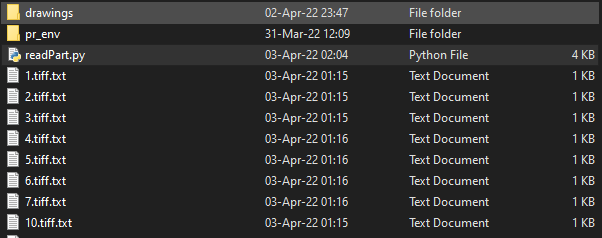 drawings 02-Apr-22 23:47 File folder
pr_env 31-Mar-22 12:09 File folder
readPart.py 03-Apr-22 02:04 Python File 4 KB
1.tiff.txt 03-Apr-22 01:15 Text Document 1 KB
2.tiff.txt 03-Apr-22 01:15 Text Document 1 KB
3.tiff.txt 03-Apr-22 01:15 Text Document 1 KB
4.tiff.txt 03-Apr-22 01:16 Text Document 1 KB
5.tiff.txt 03-Apr-22 01:16 Text Document 1 KB
6.tiff.txt 03-Apr-22 01:16 Text Document 1 KB
7.tiff.txt 03-Apr-22 01:16 Text Document 1 KB
10.tiff.txt 03-Apr-22 01:15 Text Document 1 KB